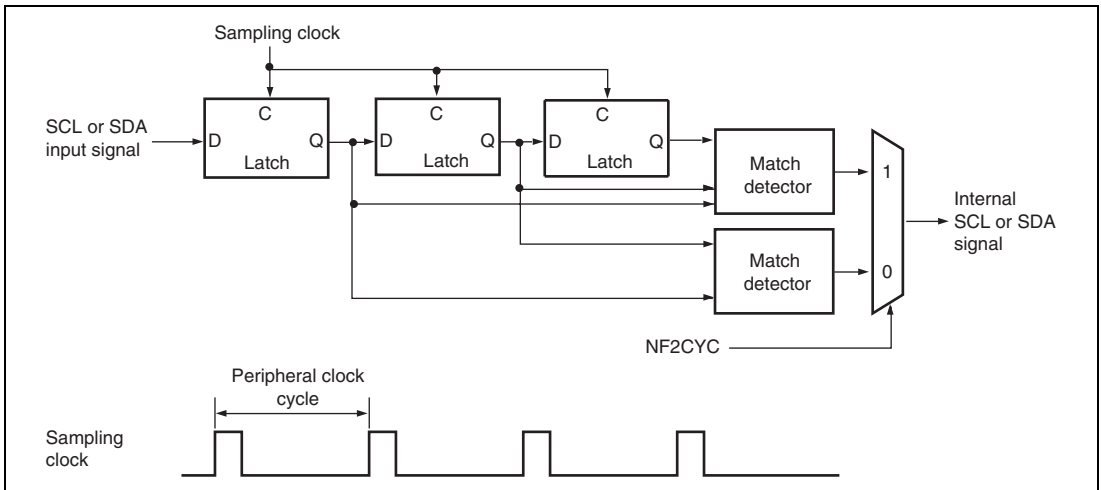 Sampling clock
SCL or SDA
input signal
C
D
Q
Latch
C
D
Q
Latch
C
D
Q
Latch
Match
detector
Match
detector
1
0
Internal
SCL or SDA
signal
NF2CYC
Peripheral clock
cycle
Sampling
clock